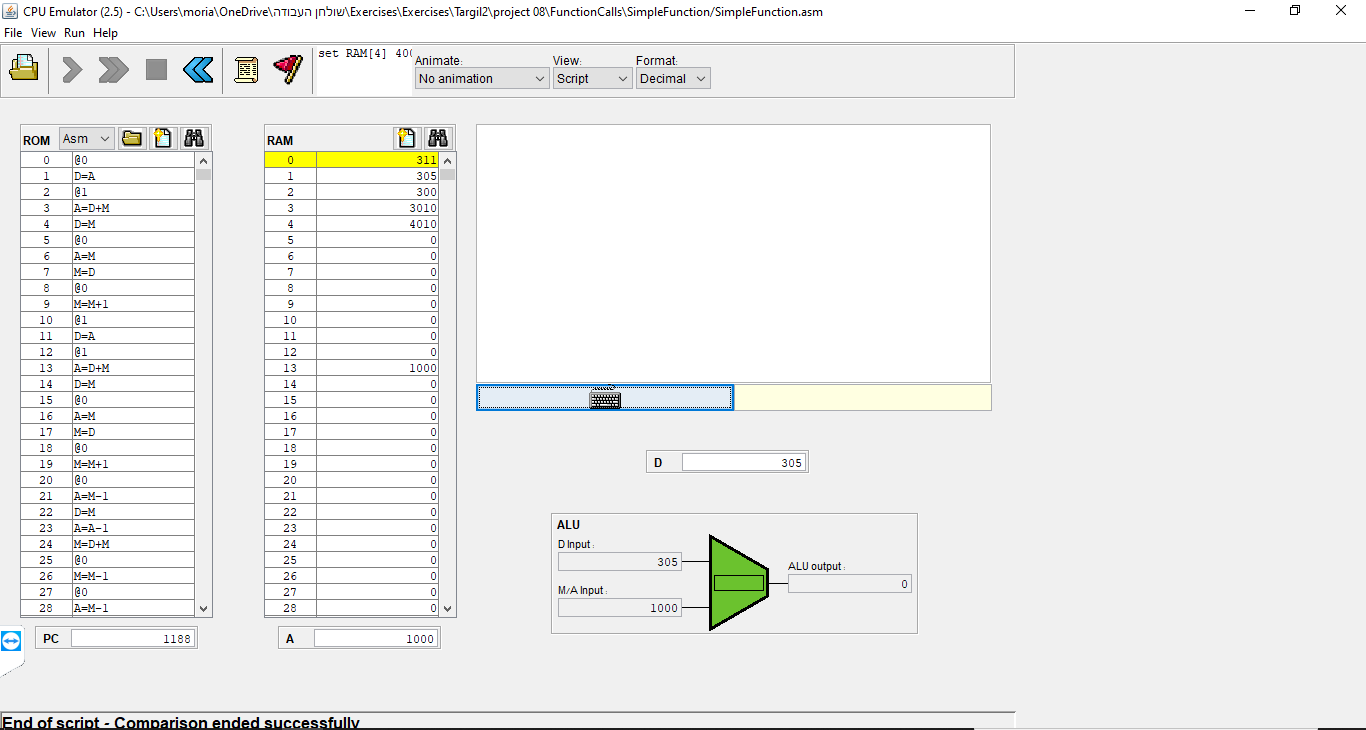 CPU Emulator (2.5) - C:\Users\moria\OneDrive\שולחן העבודה\Exercises\Exercises\Targil2\project 08\FunctionCalls\SimpleFunction/SimpleFunction.asm
File View Run Help
set RAM[4] 400
Animate:
View:
Format:
No animation
Script
Decimal
ROM Asm
0 @0
1 D=A
2 @1
3 A=D+M
4 D=M
5 @0
6 A=M
7 M=D
8 @0
9 M=M+1
10 @1
11 D=A
12 @1
13 A=D+M
14 D=M
15 @0
16 A=M
17 M=D
18 @0
19 M=M+1
20 @0
21 A=M-1
22 D=M
23 A=A-1
24 M=D+M
25 @0
26 M=M-1
27 @0
28 A=M-1
PC 1188
RAM
0 311
1 305
2 300
3 3010
4 4010
5 0
6 0
7 0
8 0
9 0
10 0
11 0
12 0
13 1000
14 0
15 0
16 0
17 0
18 0
19 0
20 0
21 0
22 0
23 0
24 0
25 0
26 0
27 0
28 0
A 1000
D 305
ALU
D Input :
305
M/A Input :
1000
ALU output :
0
End of script - Comparison ended successfully